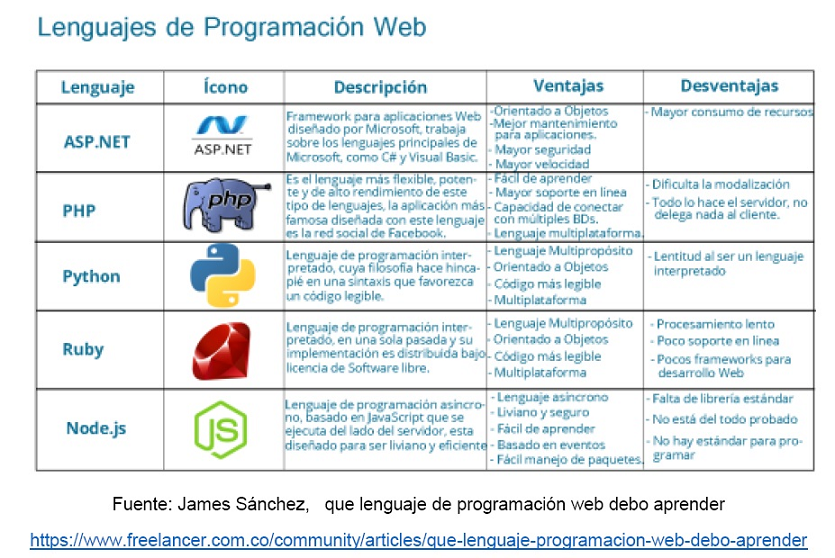 Lenguajes de Programación Web
Lenguaje
Ícono
Descripción
Ventajas
Desventajas
ASP.NET
ASP.NET
Framework para aplicaciones Web
diseñado por Microsoft, trabaja
sobre los lenguajes principales de
Microsoft, como C# y Visual Basic.
-Orientado a Objetos
-Mejor mantenimiento
para aplicaciones.
- Mayor seguridad
- Mayor velocidad
- Mayor consumo de recursos
PHP
php
Es el lenguaje más flexible, poten-
te y de alto rendimiento de este
tipo de lenguajes, la aplicación más
famosa diseñada con este lenguaje
es la red social de Facebook.
- Fácil de aprender
- Mayor soporte en línea
- Capacidad de conectar
con múltiples BDs.
- Lenguaje multiplataforma.
- Dificulta la modalización
- Todo lo hace el servidor, no
delega nada al cliente.
Python
Lenguaje de programación inter-
pretado, cuya filosofía hace hinca-
pié en una sintaxis que favorezca
un código legible.
- Lenguaje Multipropósito
- Orientado a Objetos
- Código más legible
- Multiplataforma
- Lentitud al ser un lenguaje
interpretado
Ruby
Lenguaje de programación inter-
pretado, en una sola pasada y su
implementación es distribuida bajo
licencia de Software libre.
- Lenguaje Multipropósito
- Orientado a Objetos
- Código más legible
- Multiplataforma
- Procesamiento lento
- Poco soporte en línea
- Pocos frameworks para
desarrollo Web
Node.js
JS
Lenguaje de programación asíncro-
no, basado en JavaScript que se
ejecuta del lado del servidor, esta
diseñado para ser liviano y eficiente
- Lenguaje asíncrono
- Liviano y seguro
- Fácil de aprender
- Basado en eventos
- Fácil manejo de paquetes.
- Falta de librería estándar
- No está del todo probado
- No hay estándar para pro-
gramar
Fuente: James Sánchez, que lenguaje de programación web debo aprender
https://www.freelancer.com.co/community/articles/que-lenguaje-programacion-web-debo-aprender